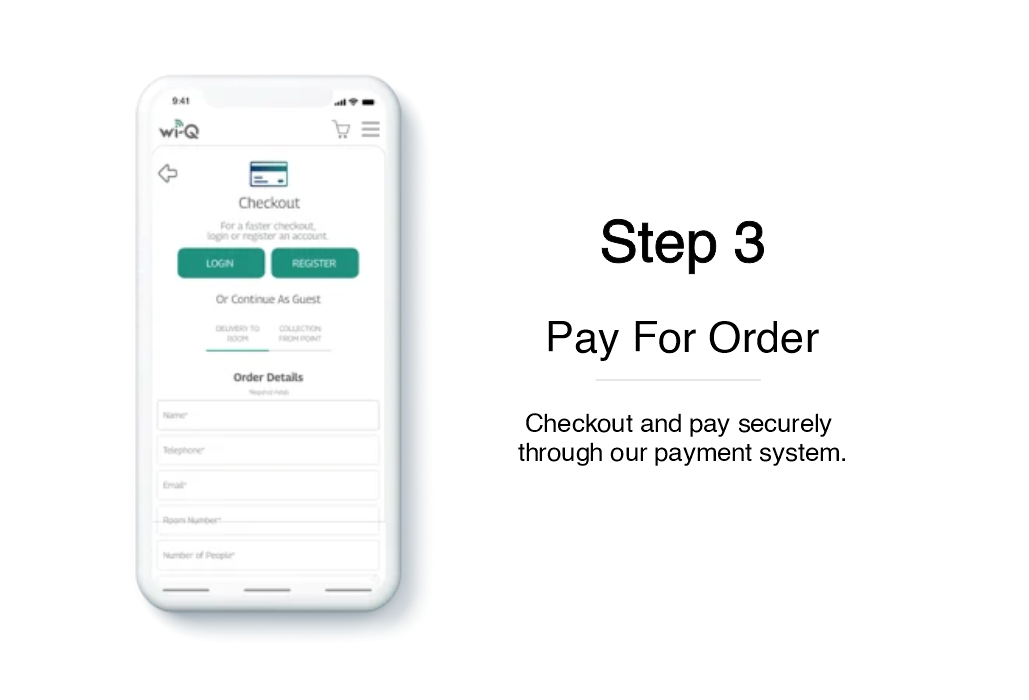 9:41
wi-Q
Checkout
For a faster checkout,
login or register an account.
LOGIN
REGISTER
Or Continue As Guest
DELIVERY TO
ROOM
COLLECTION
FROM POINT
Order Details
*Required Fields
Name*
Telephone*
Email*
Room Number*
Number of People*
Step 3
Pay For Order
Checkout and pay securely
through our payment system.